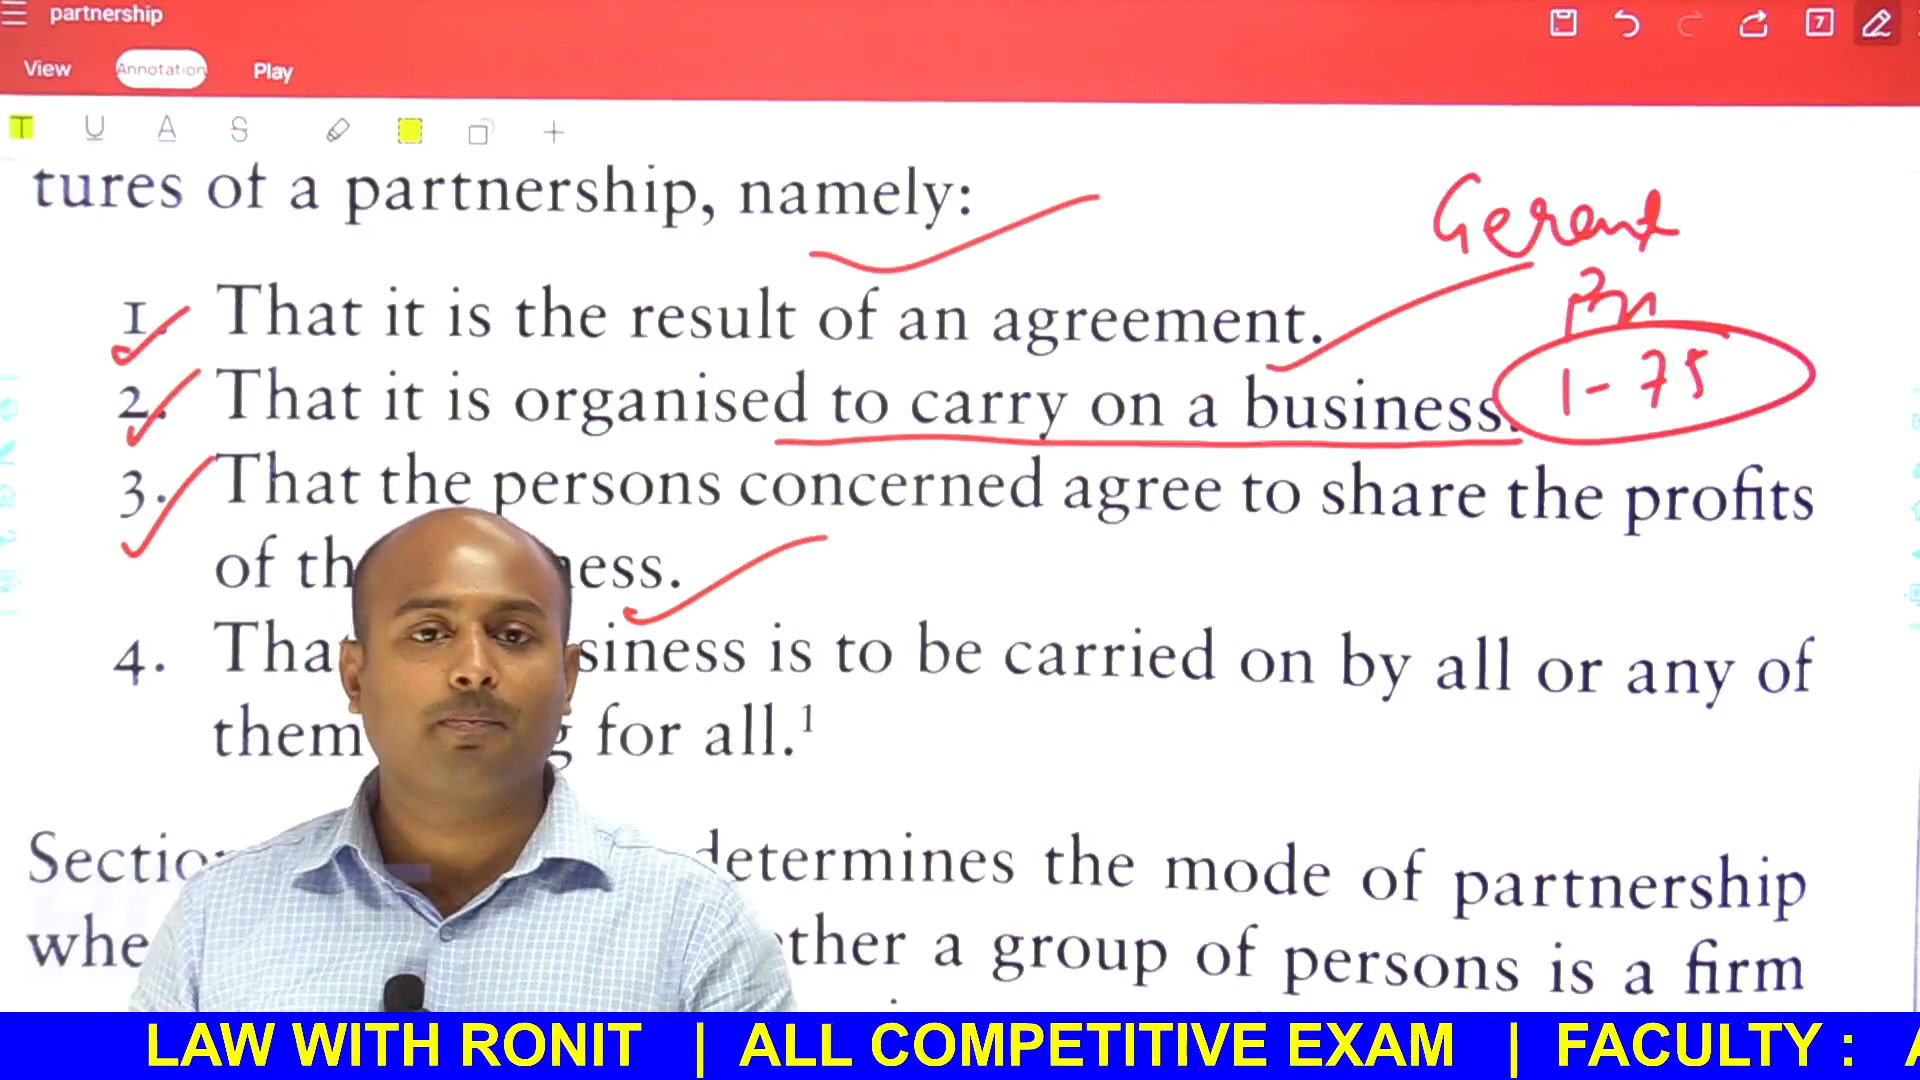 partnership
7
View Annotation Play
T U A S
tures of a partnership, namely:
1. That it is the result of an agreement.
1-75
2. That it is organised to carry on a business.
3. That the persons concerned agree to share the profits
of th ness.
4. Tha siness is to be carried on by all or any of
them g for all.1
Sectio determines the mode of partnership
whe ther a group of persons is a firm
LAW WITH RONIT | ALL COMPETITIVE EXAM | FACULTY : A